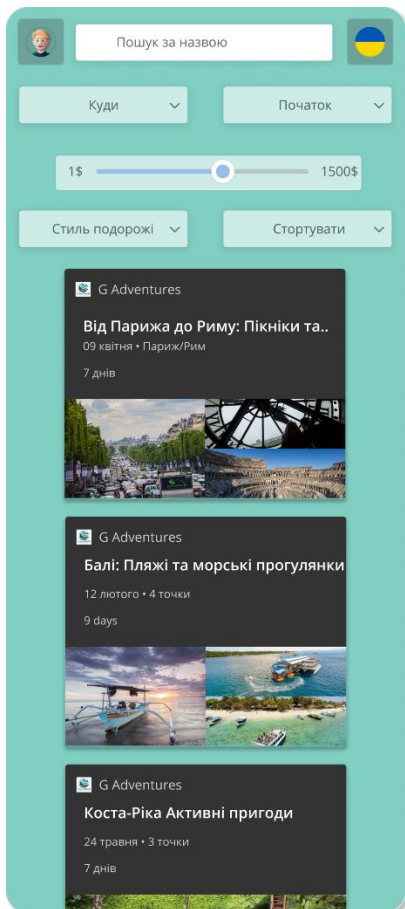 Пошук за назвою
Куди
Початок
1$
1500$
Стиль подорожі
Стортувати
G Adventures
Від Парижа до Риму: Пікніки та..
09 квітня • Париж/Рим
7 днів
G Adventures
Балі: Пляжі та морські прогулянки
12 лютого • 4 точки
9 days
G Adventures
Коста-Ріка Активні пригоди
24 травня • 3 точки
7 днів